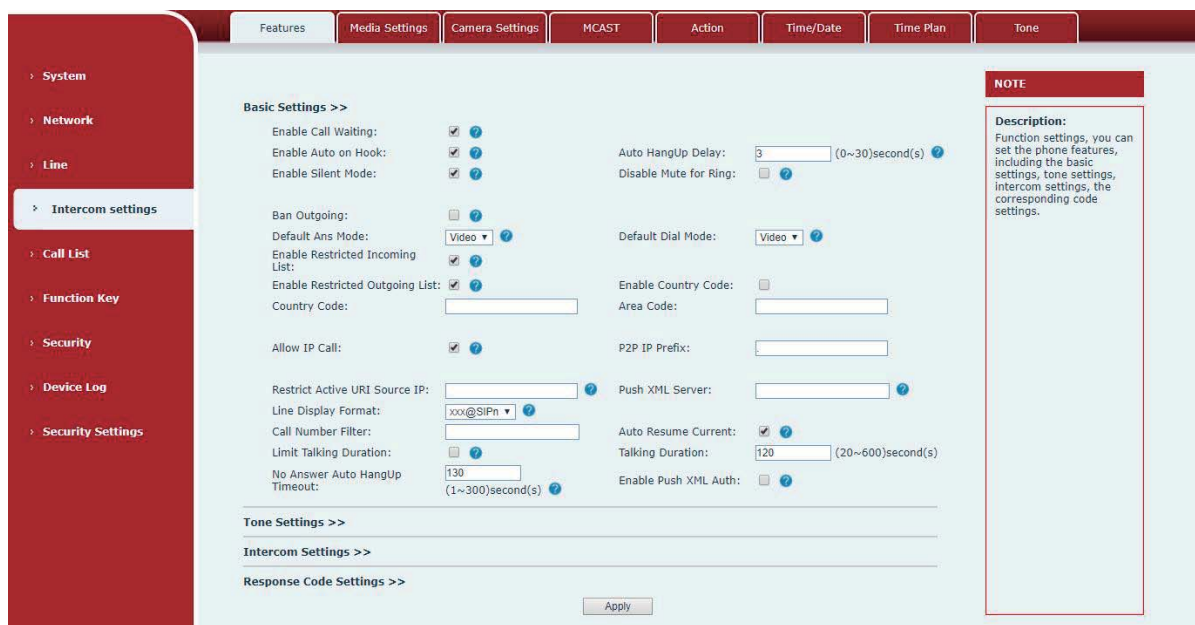 Features Media Settings Camera Settings MCAST Action Time/Date Time Plan Tone
› System
› Network
› Line
› Intercom settings
› Call List
› Function Key
› Security
› Device Log
› Security Settings
Basic Settings >>
Enable Call Waiting:
Enable Auto on Hook: Auto HangUp Delay: 3 (0~30)second(s)
Enable Silent Mode: Disable Mute for Ring:
Ban Outgoing:
Default Ans Mode: Video Default Dial Mode: Video
Enable Restricted Incoming
List:
Enable Restricted Outgoing List: Enable Country Code:
Country Code: Area Code:
Allow IP Call: P2P IP Prefix: .
Restrict Active URI Source IP: Push XML Server:
Line Display Format: xxx@SIPn
Call Number Filter: Auto Resume Current:
Limit Talking Duration: Talking Duration: 120 (20~600)second(s)
No Answer Auto HangUp
Timeout: 130
(1~300)second(s) Enable Push XML Auth:
Tone Settings >>
Intercom Settings >>
Response Code Settings >>
Apply
NOTE
Description:
Function settings, you can
set the phone features,
including the basic
settings, tone settings,
intercom settings, the
corresponding code
settings.